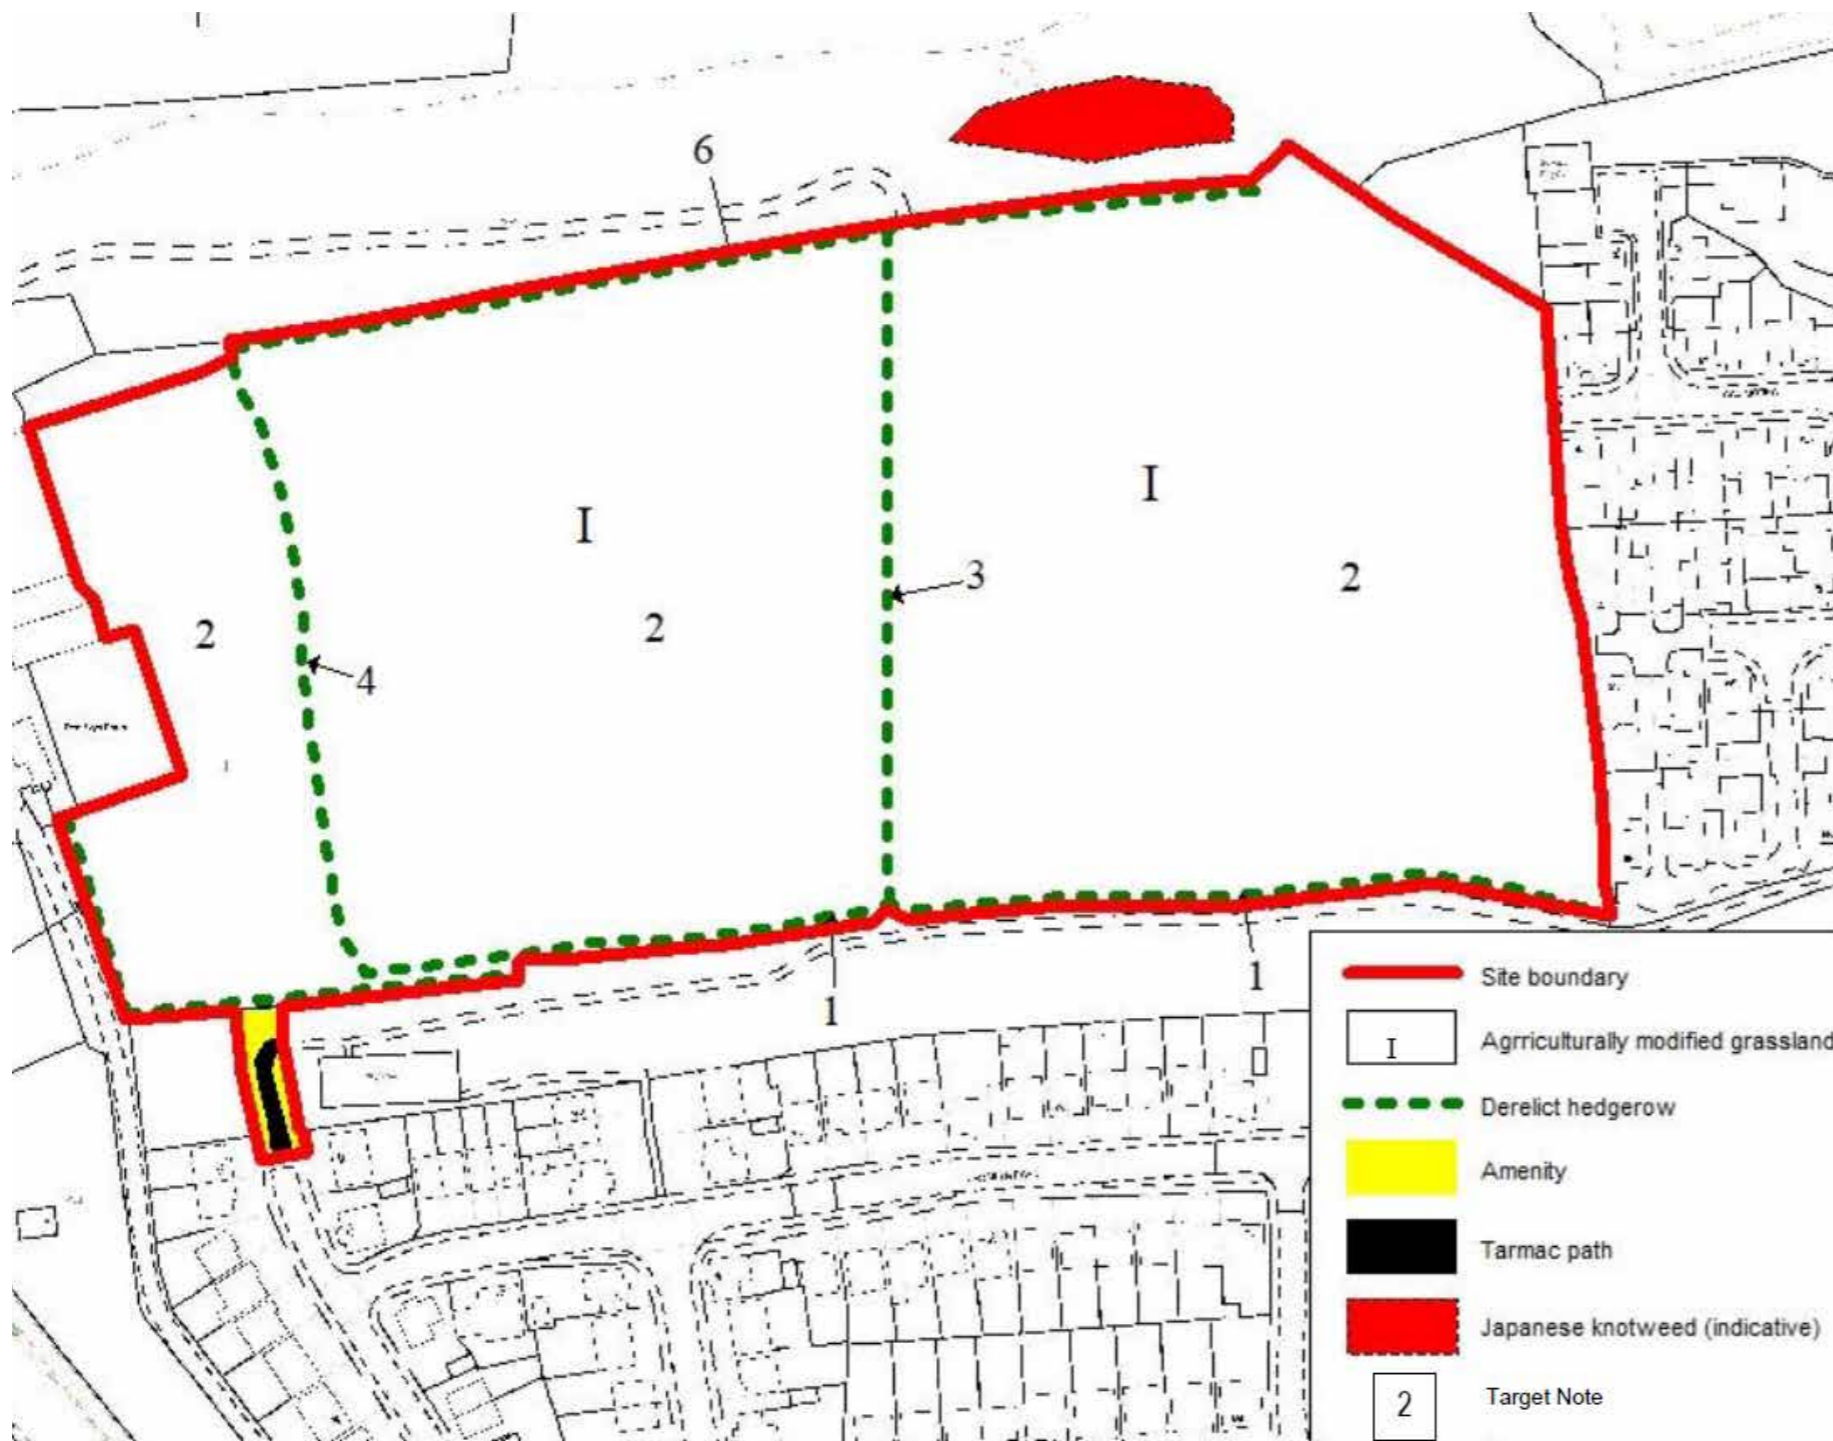 6
I
I
3
2
2
2
4
1
1
Site boundary
I
Agrriculturally modified grassland
Derelict hedgerow
Amenity
Tarmac path
Japanese knotweed (indicative)
2
Target Note